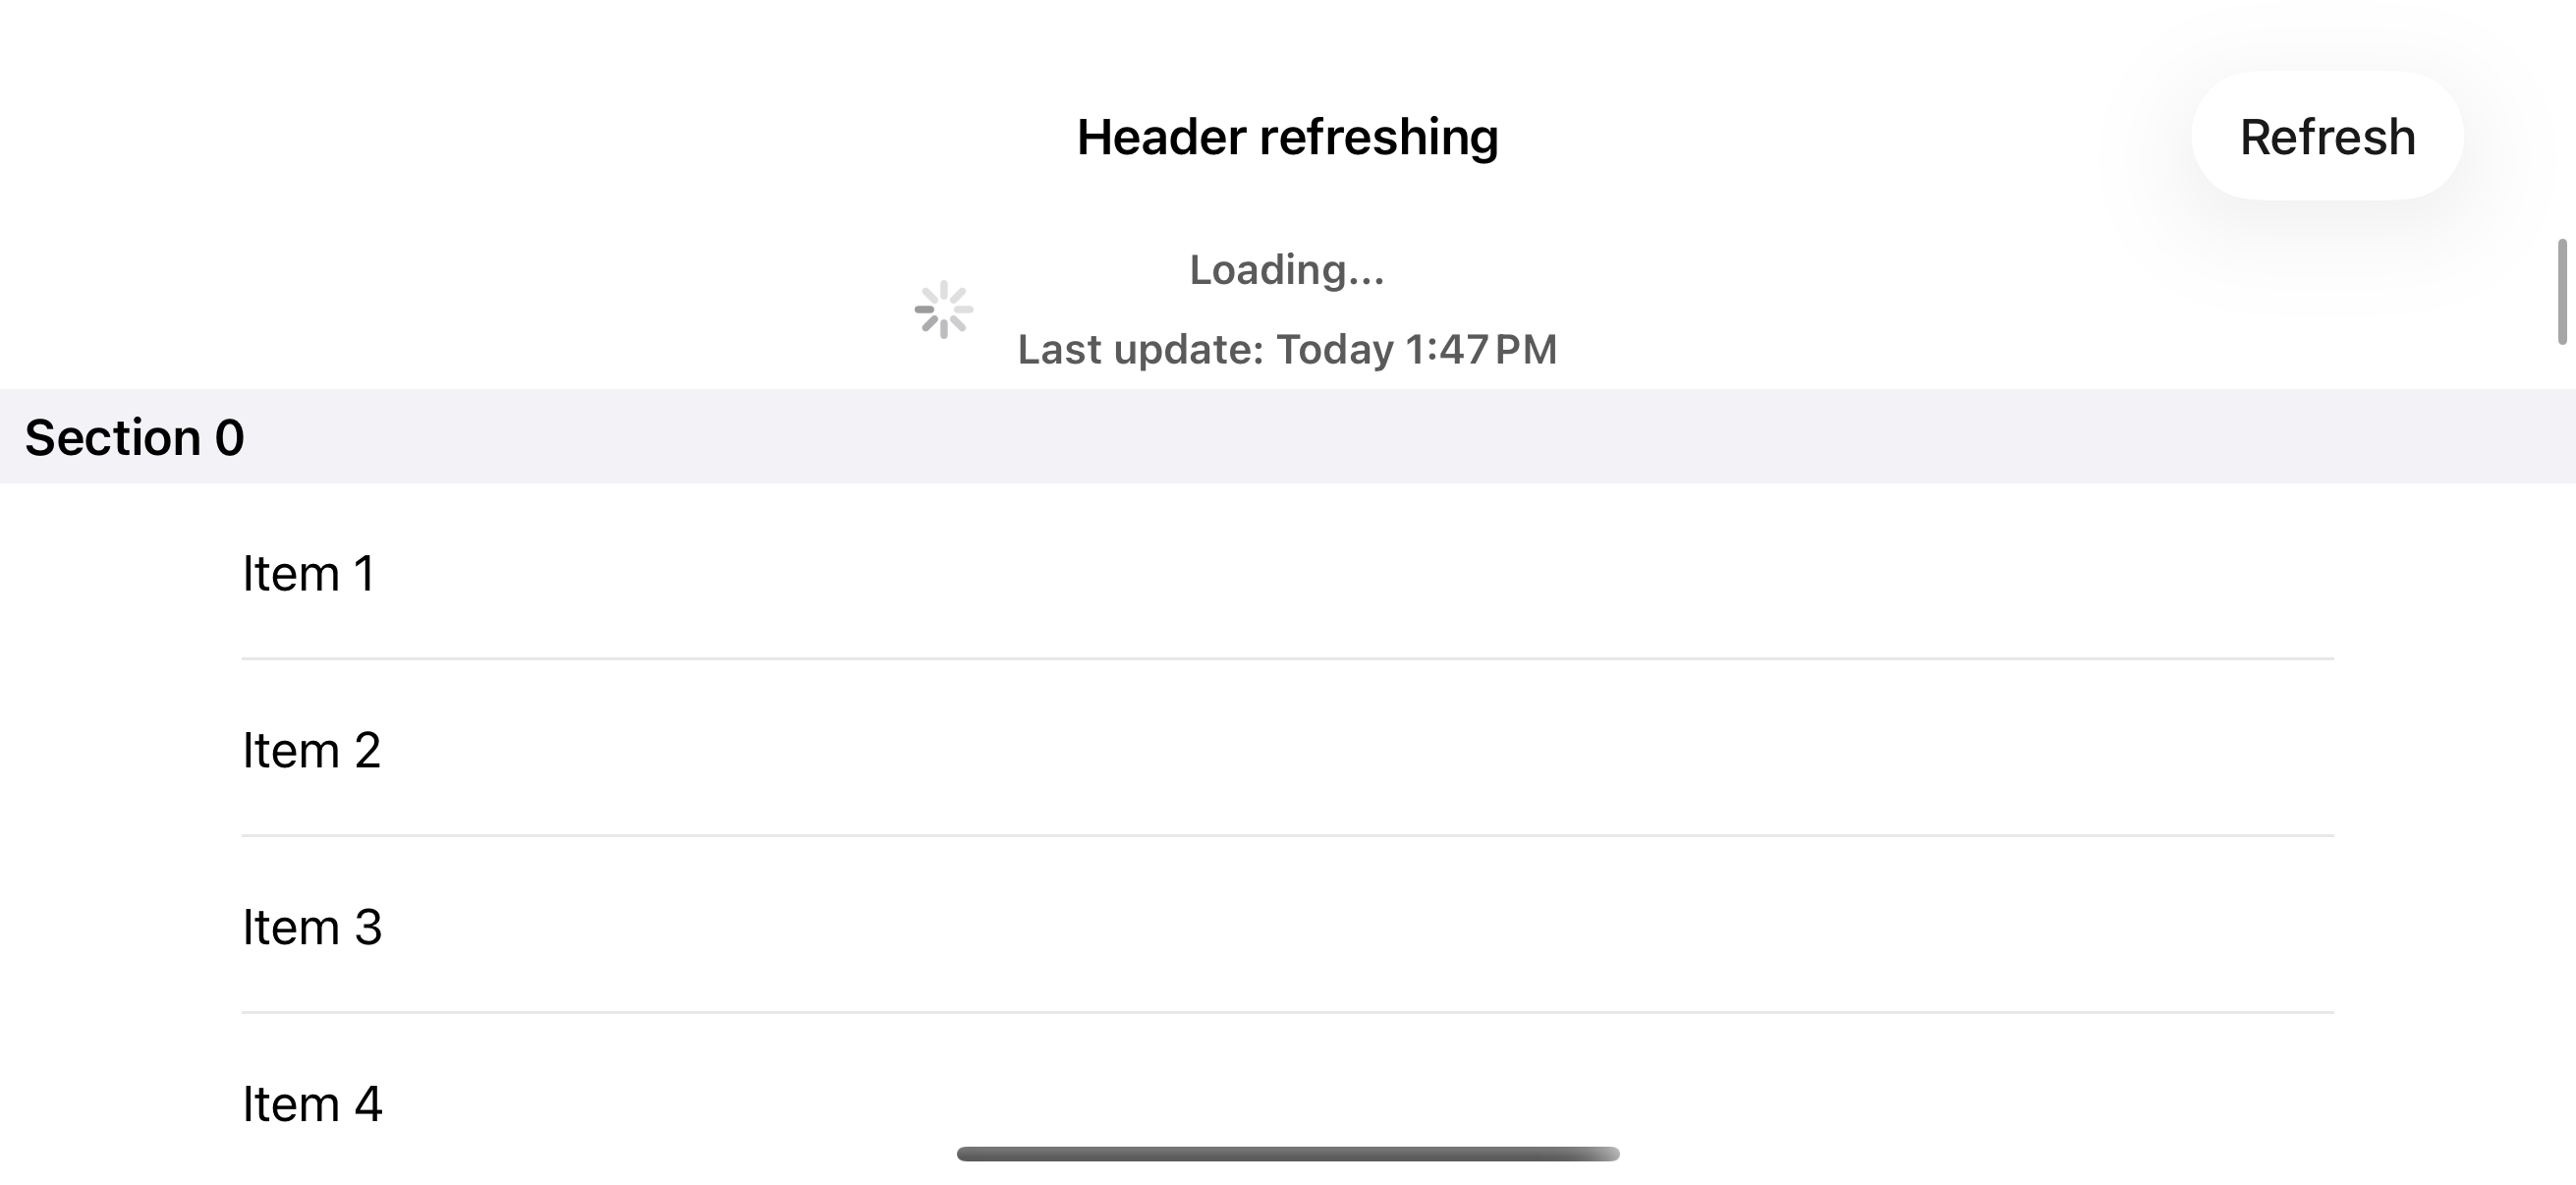 Header refreshing
Refresh
Loading...
Last update: Today 1:47 PM
Section 0
Item 1
Item 2
Item 3
Item 4